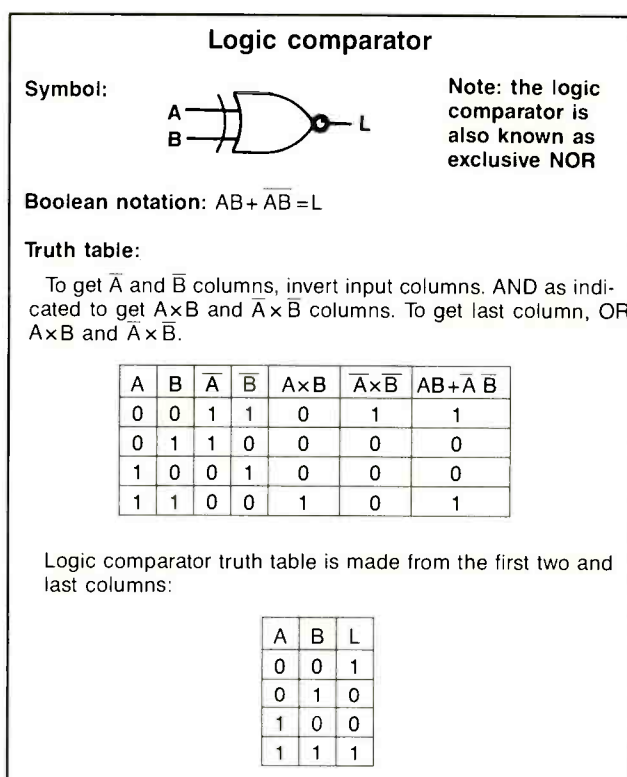 Logic comparator
Symbol:
A
B
L
Note: the logic
comparator is
also known as
exclusive NOR
Boolean notation: AB+ A̅B̅ =L
Truth table:
To get A̅ and B̅ columns, invert input columns. AND as indi-
cated to get A×B and A̅×B̅ columns. To get last column, OR
A×B and A̅×B̅.
A B A̅ B̅ A×B A̅×B̅ AB+A̅ B̅
0 0 1 1 0 1 1
0 1 1 0 0 0 0
1 0 0 1 0 0 0
1 1 0 0 1 0 1
Logic comparator truth table is made from the first two and
last columns:
A B L
0 0 1
0 1 0
1 0 0
1 1 1